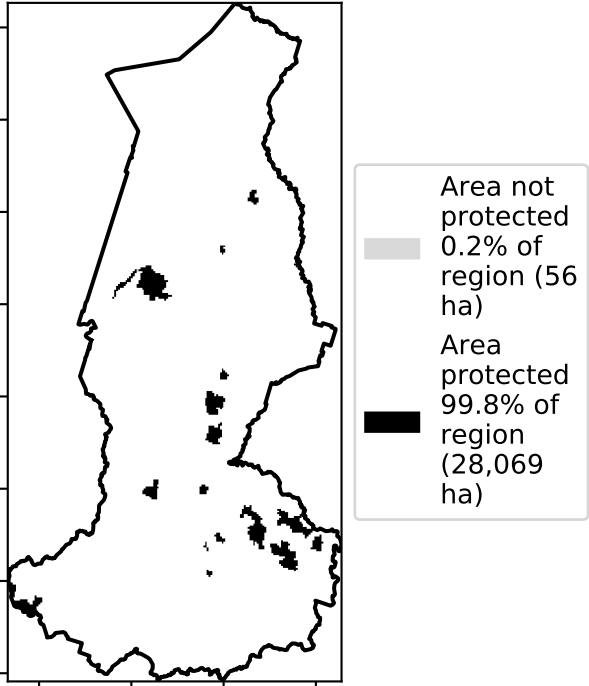 Area not
protected
0.2% of
region (56
ha)
Area
protected
99.8% of
region
(28,069
ha)